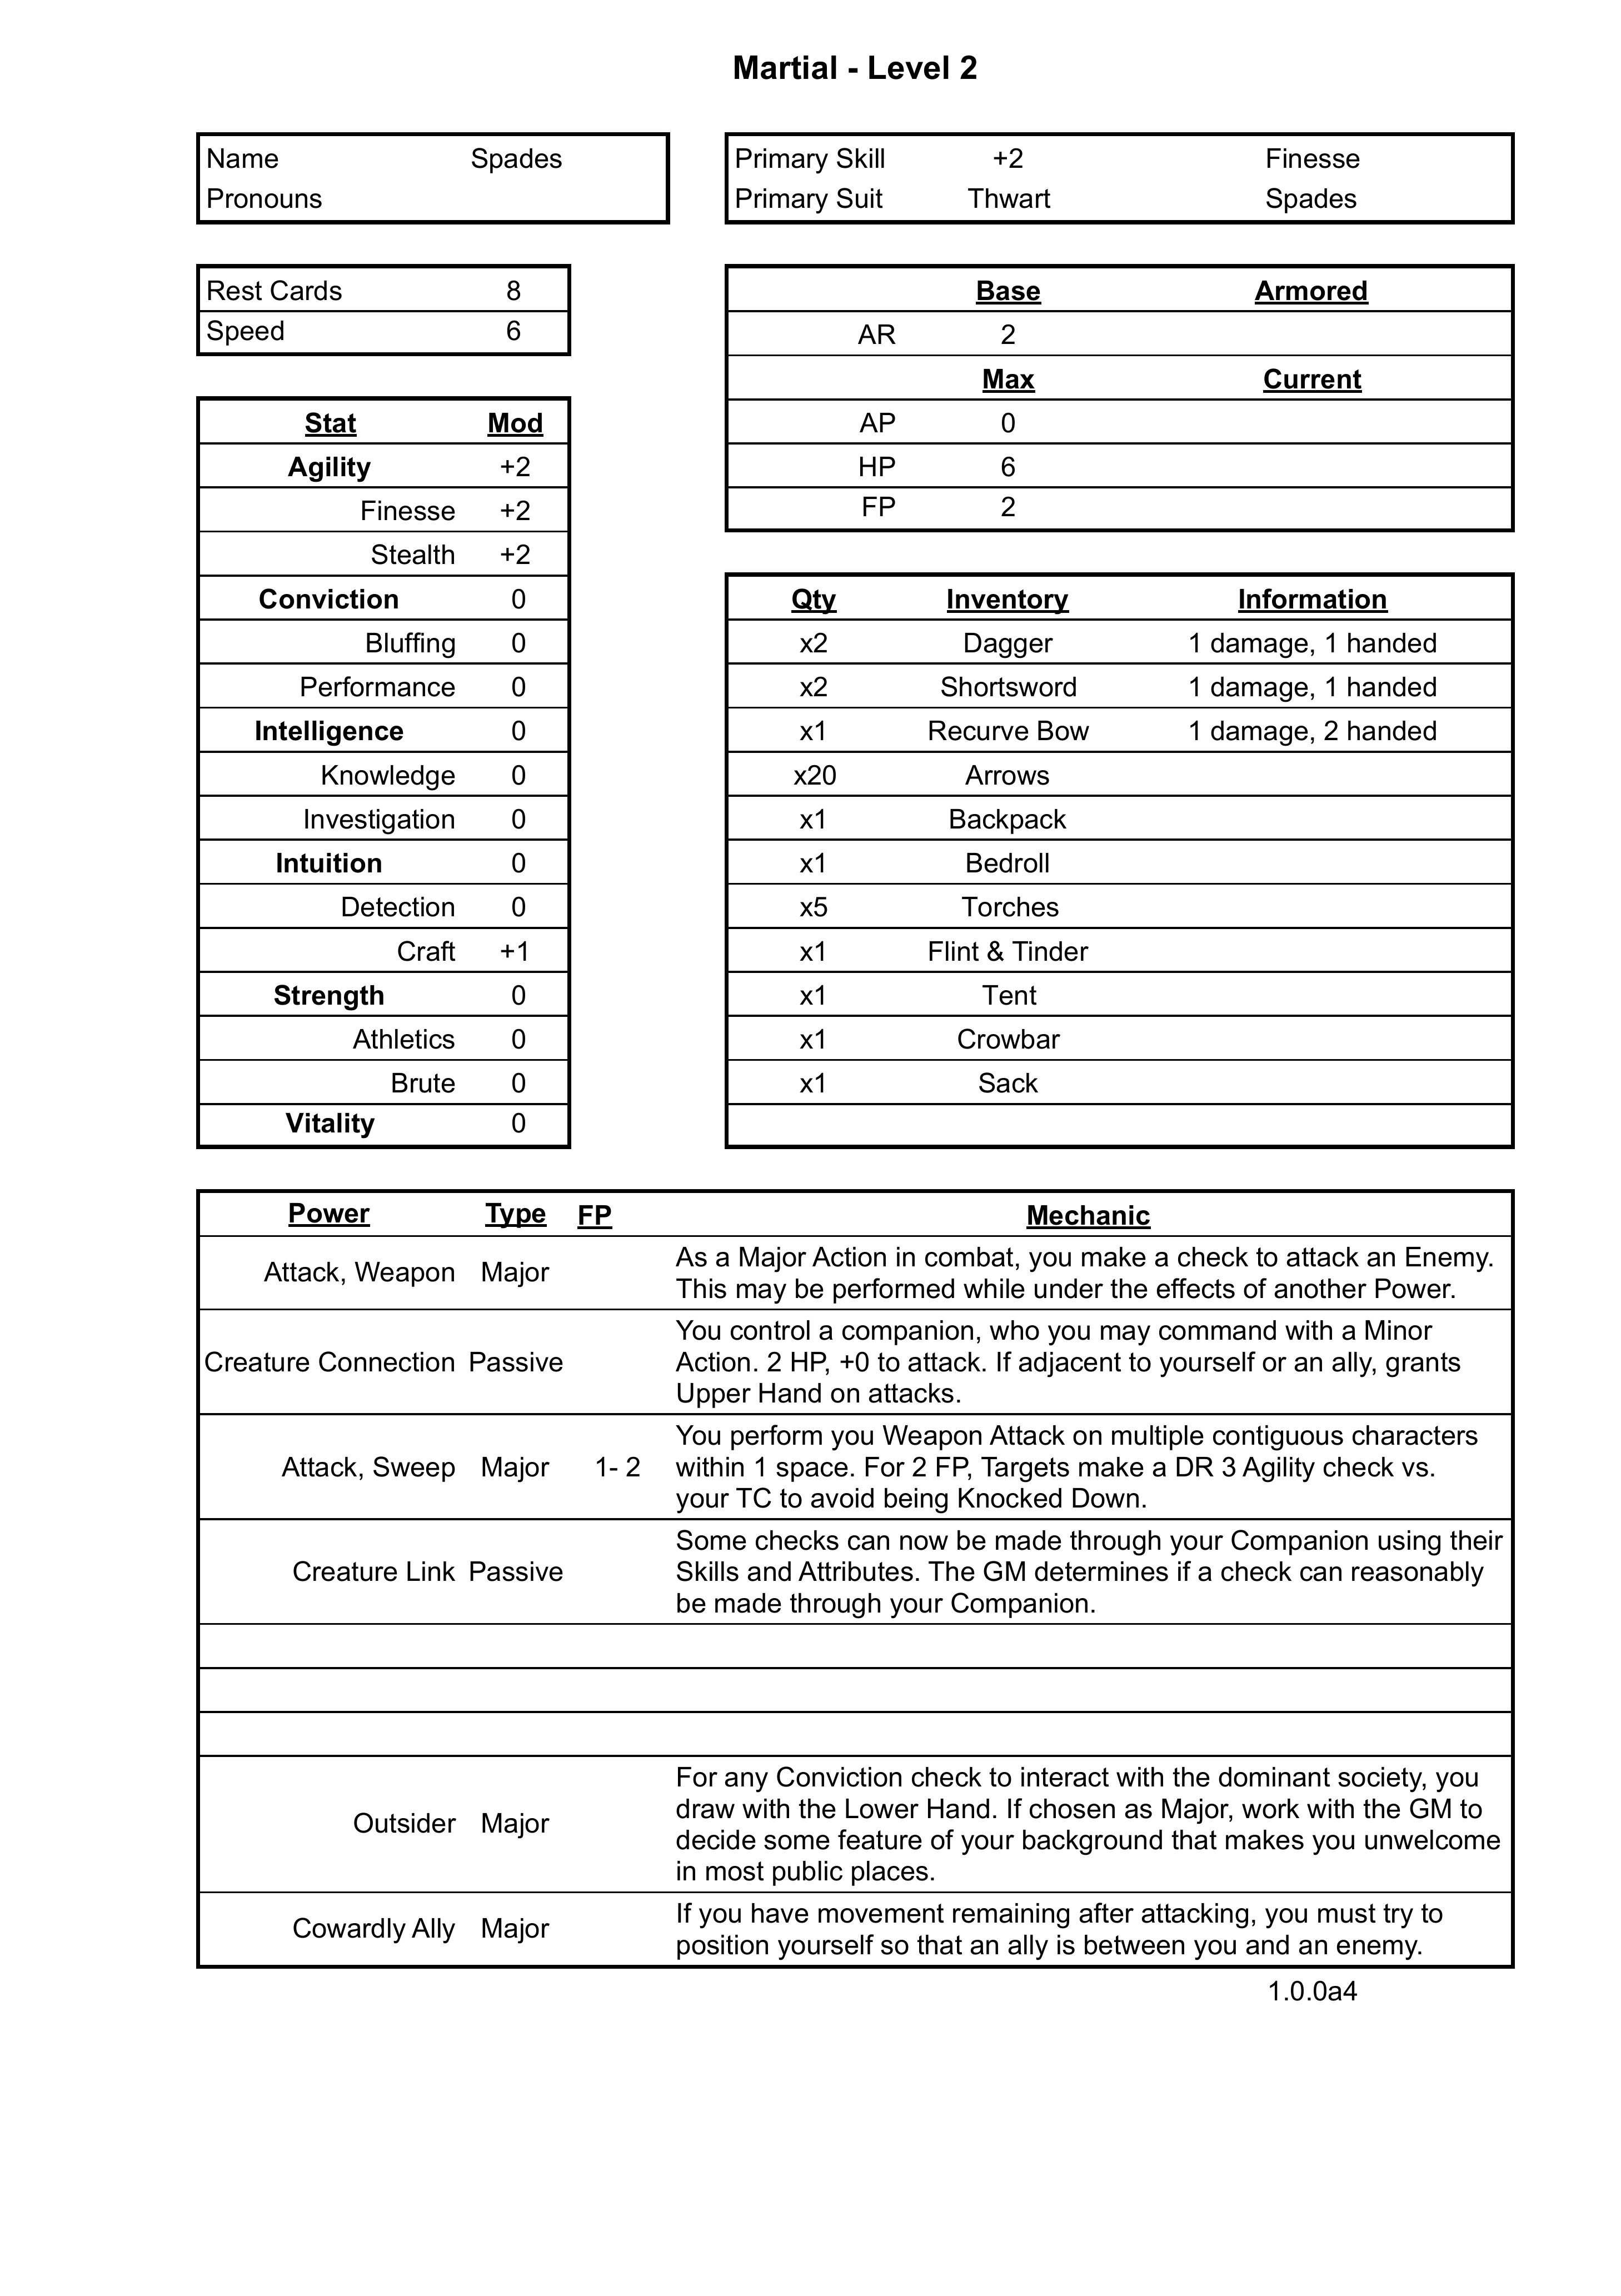 Martial - Level 2
Name Spades
Pronouns
Primary Skill +2 Finesse
Primary Suit Thwart Spades
Rest Cards 8
Speed 6
Base Armored
AR 2
Max Current
AP 0
HP 6
FP 2
Stat Mod
Agility +2
Finesse +2
Stealth +2
Conviction 0
Bluffing 0
Performance 0
Intelligence 0
Knowledge 0
Investigation 0
Intuition 0
Detection 0
Craft +1
Strength 0
Athletics 0
Brute 0
Vitality 0
Qty Inventory Information
x2 Dagger 1 damage, 1 handed
x2 Shortsword 1 damage, 1 handed
x1 Recurve Bow 1 damage, 2 handed
x20 Arrows
x1 Backpack
x1 Bedroll
x5 Torches
x1 Flint & Tinder
x1 Tent
x1 Crowbar
x1 Sack
Power Type FP Mechanic
Attack, Weapon Major
As a Major Action in combat, you make a check to attack an Enemy.
This may be performed while under the effects of another Power.
Creature Connection Passive
You control a companion, who you may command with a Minor
Action. 2 HP, +0 to attack. If adjacent to yourself or an ally, grants
Upper Hand on attacks.
Attack, Sweep Major 1- 2
You perform you Weapon Attack on multiple contiguous characters
within 1 space. For 2 FP, Targets make a DR 3 Agility check vs.
your TC to avoid being Knocked Down.
Creature Link Passive
Some checks can now be made through your Companion using their
Skills and Attributes. The GM determines if a check can reasonably
be made through your Companion.
Outsider Major
For any Conviction check to interact with the dominant society, you
draw with the Lower Hand. If chosen as Major, work with the GM to
decide some feature of your background that makes you unwelcome
in most public places.
Cowardly Ally Major
If you have movement remaining after attacking, you must try to
position yourself so that an ally is between you and an enemy.
1.0.0a4